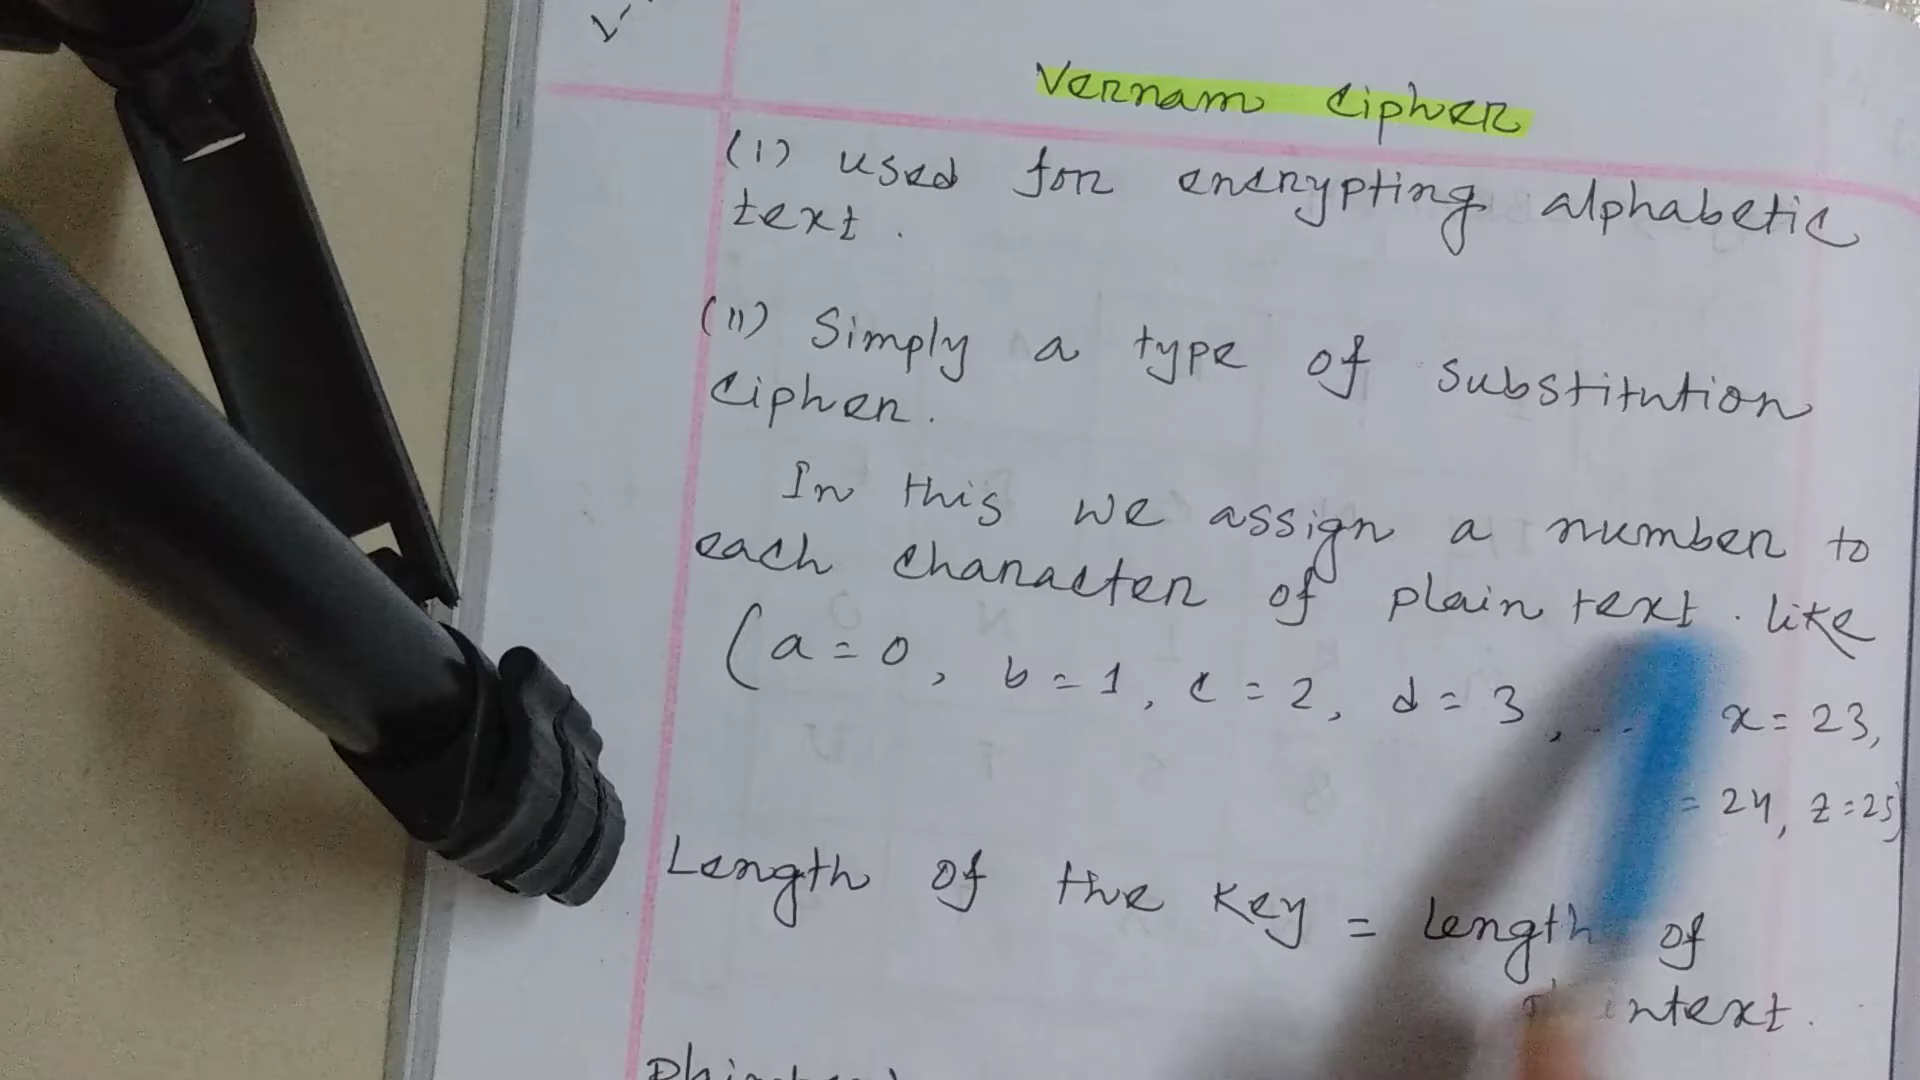 Vernam Cipher
(i) used for encrypting alphabetic
text.
(ii) Simply a type of substitution
Cipher.
In this we assign a number to
each character of plain text. like
(a=0, b=1, c=2, d=3, ... x=23,
=24, z=25)
Length of the key = length of
intext.